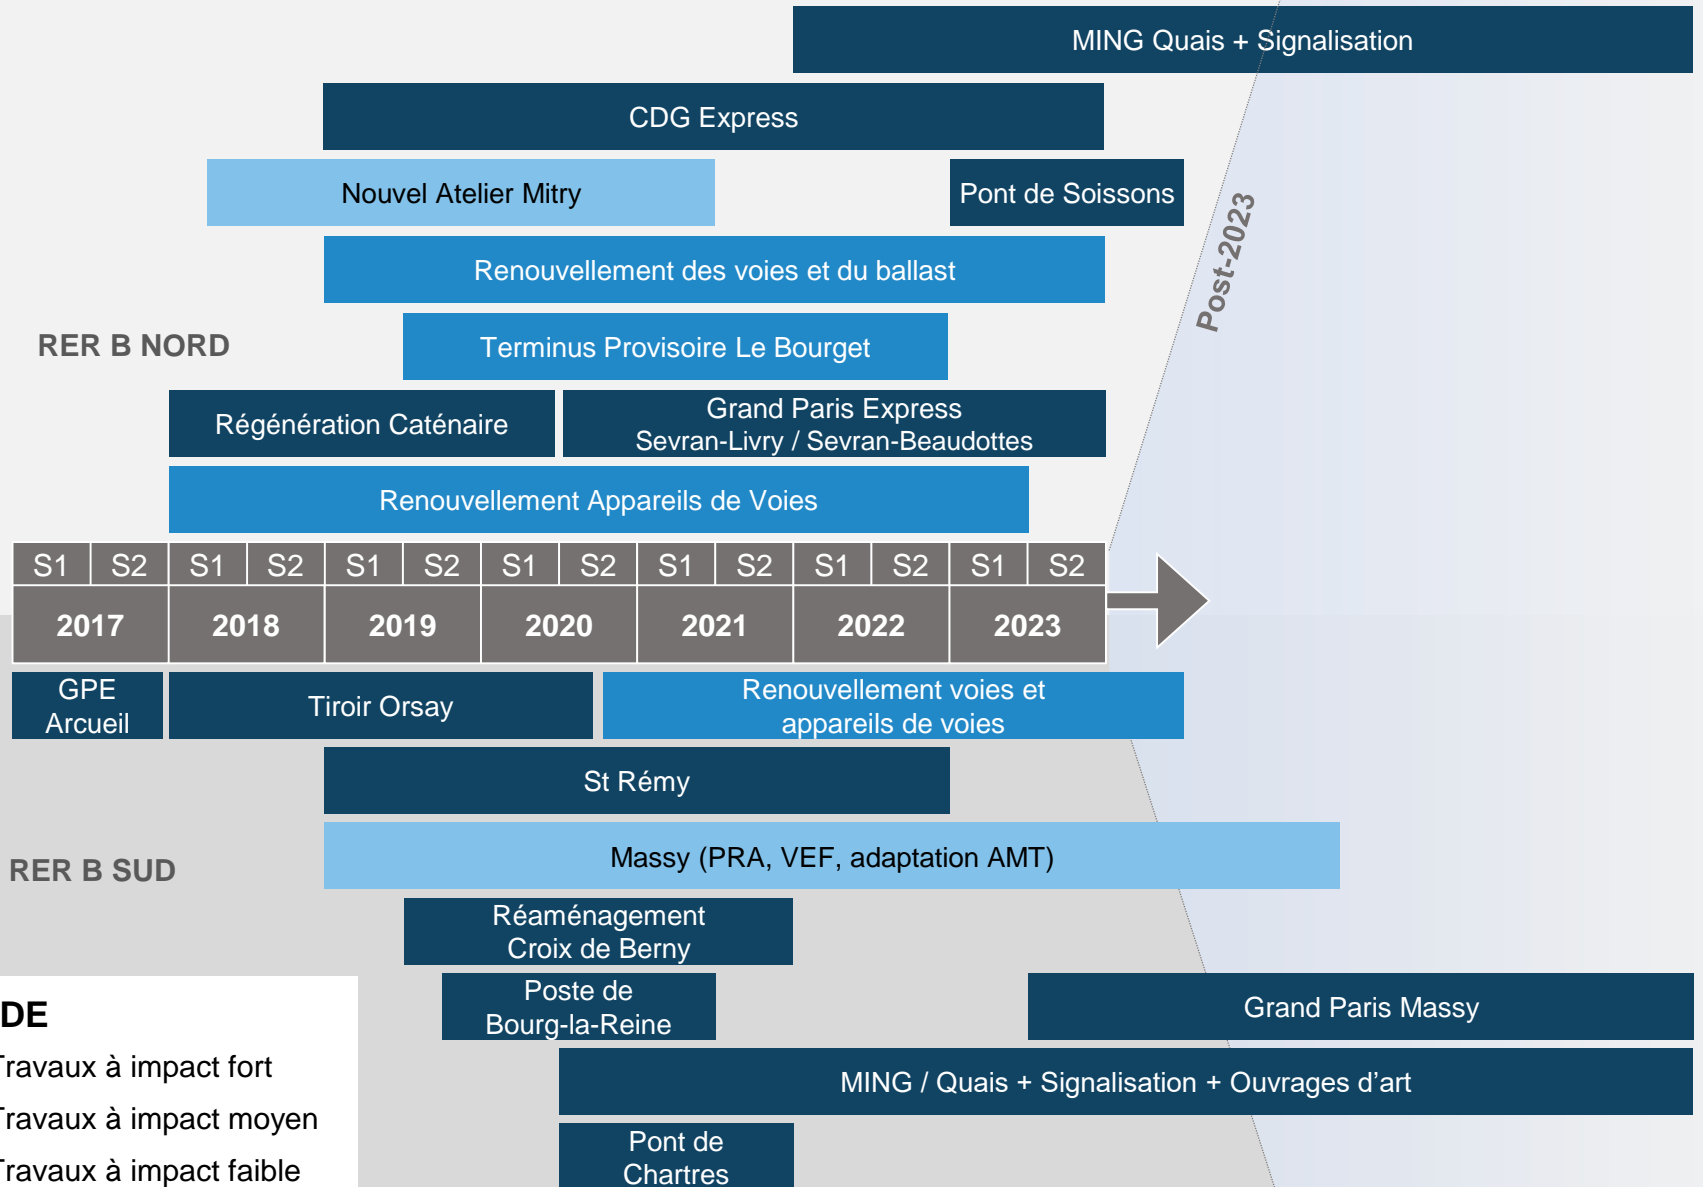 MING Quais + Signalisation
CDG Express
Nouvel Atelier Mitry
Pont de Soissons
Renouvellement des voies et du ballast
Post-2023
RER B NORD
Terminus Provisoire Le Bourget
Régénération Caténaire
Grand Paris Express
Sevran-Livry / Sevran-Beaudottes
Renouvellement Appareils de Voies
S1 S2 S1 S2 S1 S2 S1 S2 S1 S2 S1 S2 S1 S2
2017 2018 2019 2020 2021 2022 2023
GPE
Arcueil
Tiroir Orsay
Renouvellement voies et
appareils de voies
St Rémy
RER B SUD
Massy (PRA, VEF, adaptation AMT)
Réaménagement
Croix de Berny
Poste de
Bourg-la-Reine
Grand Paris Massy
MING / Quais + Signalisation + Ouvrages d'art
Pont de
Chartres
DE
Travaux à impact fort
Travaux à impact moyen
Travaux à impact faible